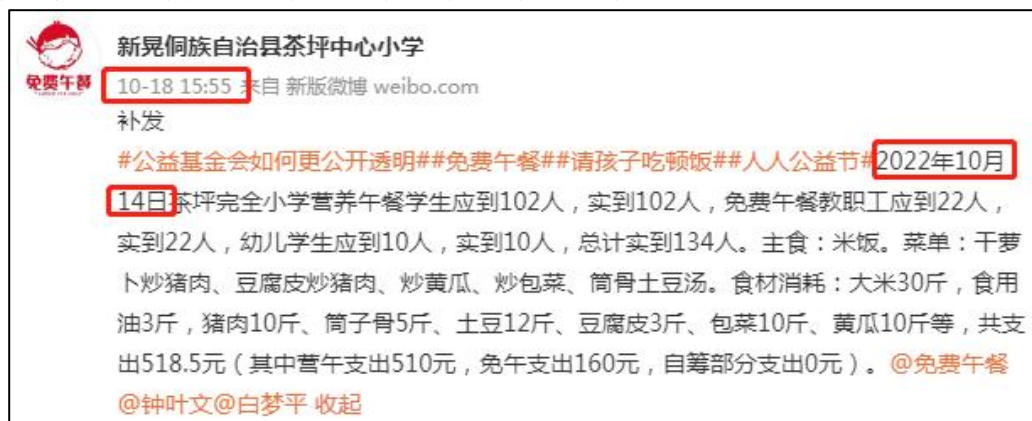 新晃侗族自治县茶坪中心小学
免费午餐
10-18 15:55 来自 新版微博 weibo.com
补发
#公益基金会如何更公开透明##免费午餐##请孩子吃顿饭##人人公益节#2022年10月
14日茶坪完全小学营养午餐学生应到102人，实到102人，免费午餐教职工应到22人，
实到22人，幼儿学生应到10人，实到10人，总计实到134人。主食：米饭。菜单：干萝
卜炒猪肉、豆腐皮炒猪肉、炒黄瓜、炒包菜、筒骨土豆汤。食材消耗：大米30斤，食用
油3斤，猪肉10斤、筒子骨5斤、土豆12斤、豆腐皮3斤、包菜10斤、黄瓜10斤等，共支
出518.5元（其中营午支出510元，免午支出160元，自筹部分支出0元）。@免费午餐
@钟叶文@白梦平 收起